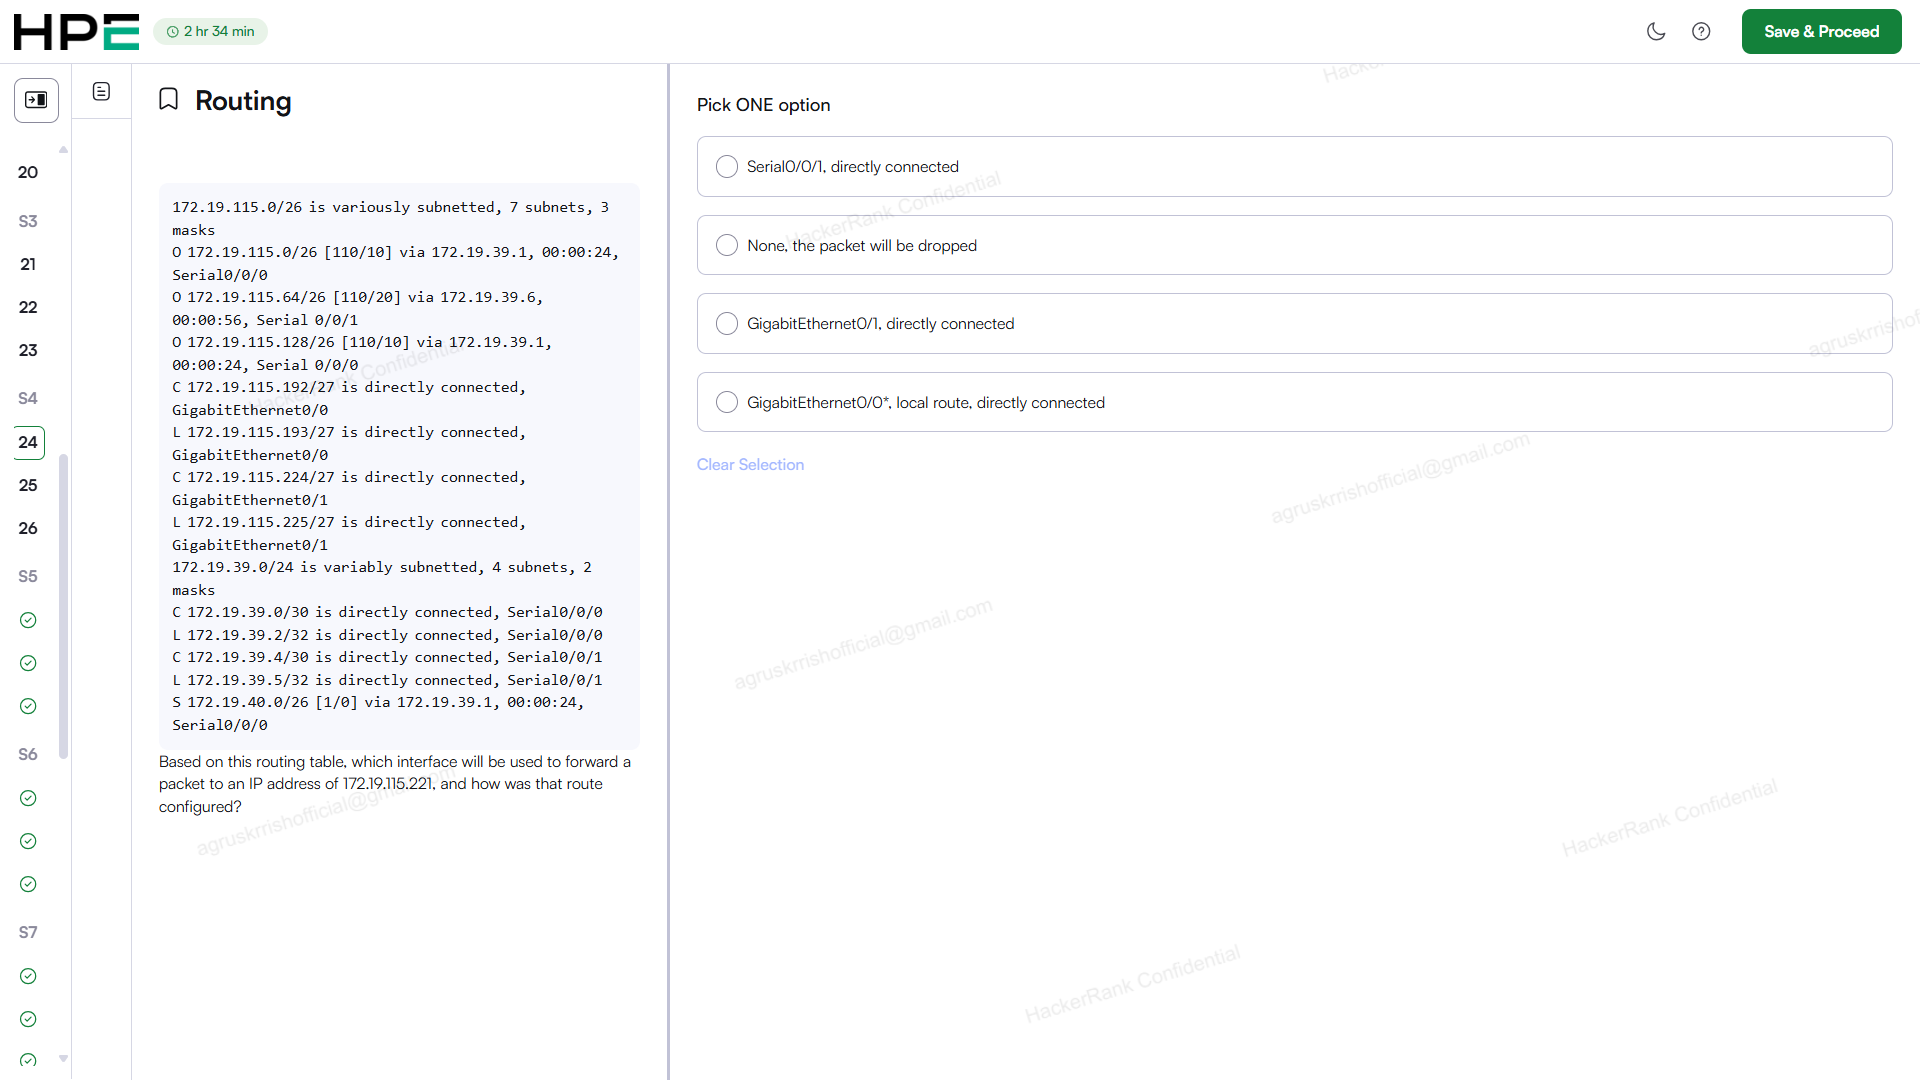 HPE
2 hr 34 min
Save & Proceed
20
S3
21
22
23
S4
24
25
26
S5
S6
S7
Routing
172.19.115.0/26 is variously subnetted, 7 subnets, 3
masks
O 172.19.115.0/26 [110/10] via 172.19.39.1, 00:00:24,
Serial0/0/0
O 172.19.115.64/26 [110/20] via 172.19.39.6,
00:00:56, Serial 0/0/1
O 172.19.115.128/26 [110/10] via 172.19.39.1,
00:00:24, Serial 0/0/0
C 172.19.115.192/27 is directly connected,
GigabitEthernet0/0
L 172.19.115.193/27 is directly connected,
GigabitEthernet0/0
C 172.19.115.224/27 is directly connected,
GigabitEthernet0/1
L 172.19.115.225/27 is directly connected,
GigabitEthernet0/1
172.19.39.0/24 is variably subnetted, 4 subnets, 2
masks
C 172.19.39.0/30 is directly connected, Serial0/0/0
L 172.19.39.2/32 is directly connected, Serial0/0/0
C 172.19.39.4/30 is directly connected, Serial0/0/1
L 172.19.39.5/32 is directly connected, Serial0/0/1
S 172.19.40.0/26 [1/0] via 172.19.39.1, 00:00:24,
Serial0/0/0
Based on this routing table, which interface will be used to forward a
packet to an IP address of 172.19.115.221, and how was that route
configured?
Pick ONE option
Serial0/0/1, directly connected
None, the packet will be dropped
GigabitEthernet0/1, directly connected
GigabitEthernet0/0*, local route, directly connected
Clear Selection
HackerRank Confidential
HackerRank Confidential
agruskrrishofficial@gmail.com
agruskrrishofficial@gmail.com
agruskrrishofficial@gmail.com
HackerRank Confidential
HackerRank Confidential